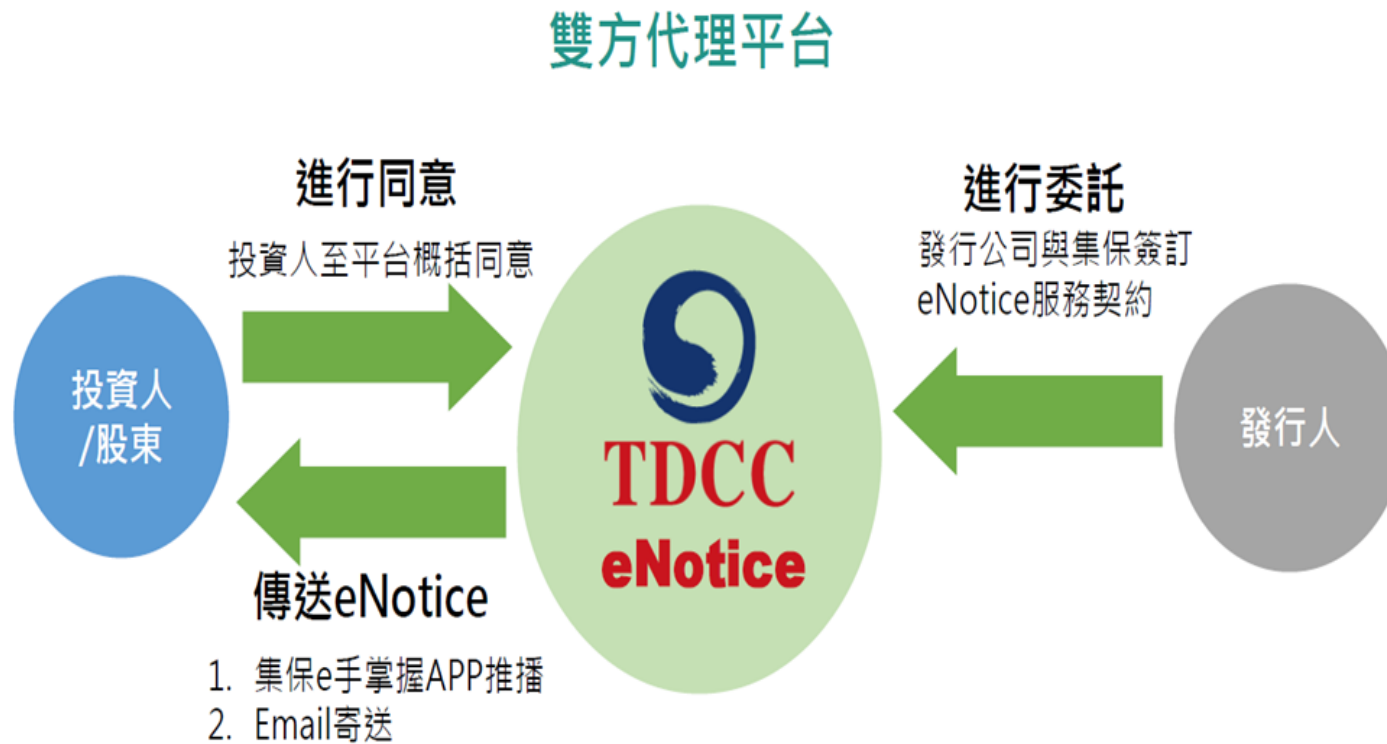 雙方代理平台
進行同意
投資人至平台概括同意
進行委託
發行公司與集保簽訂
eNotice服務契約
投資人
/股東
TDCC
eNotice
發行人
傳送eNotice
1. 集保e手掌握APP推播
2. Email寄送